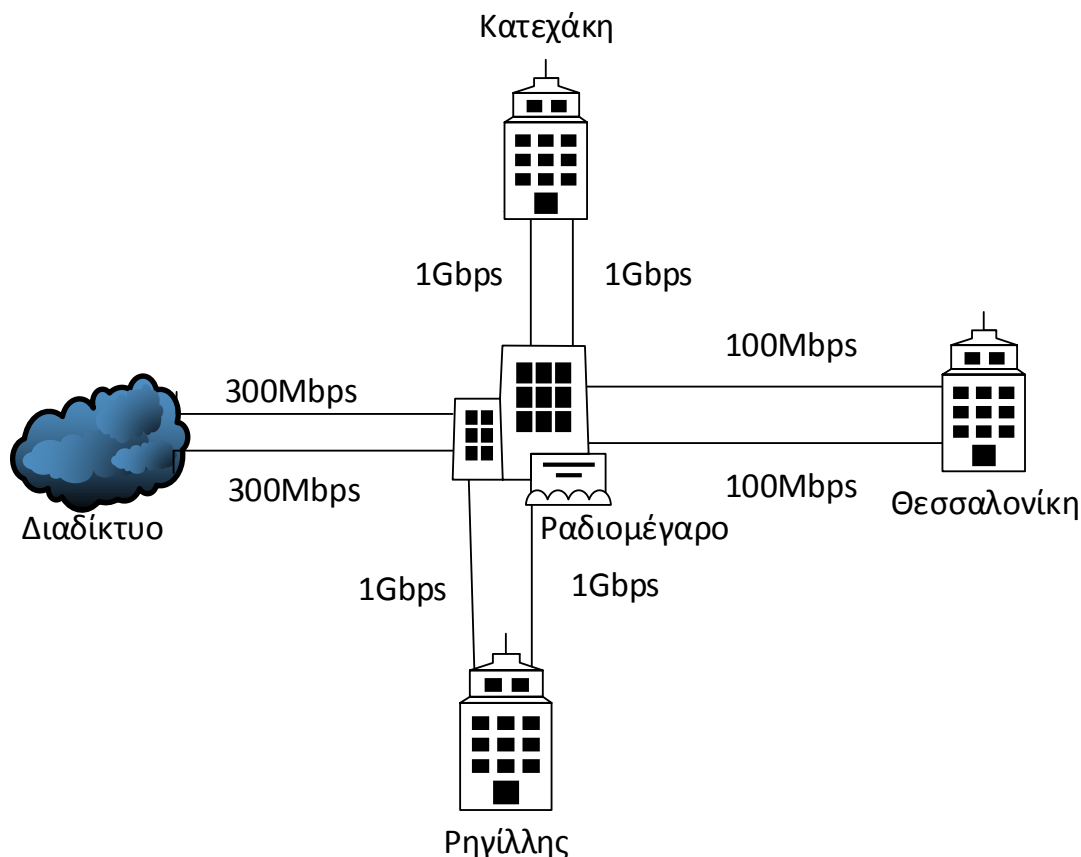 Κατεχάκη
1Gbps
1Gbps
100Mbps
300Mbps
300Mbps
100Mbps
Θεσσαλονίκη
Διαδίκτυο
Ραδιομέγαρο
1Gbps
1Gbps
Ρηγίλλης